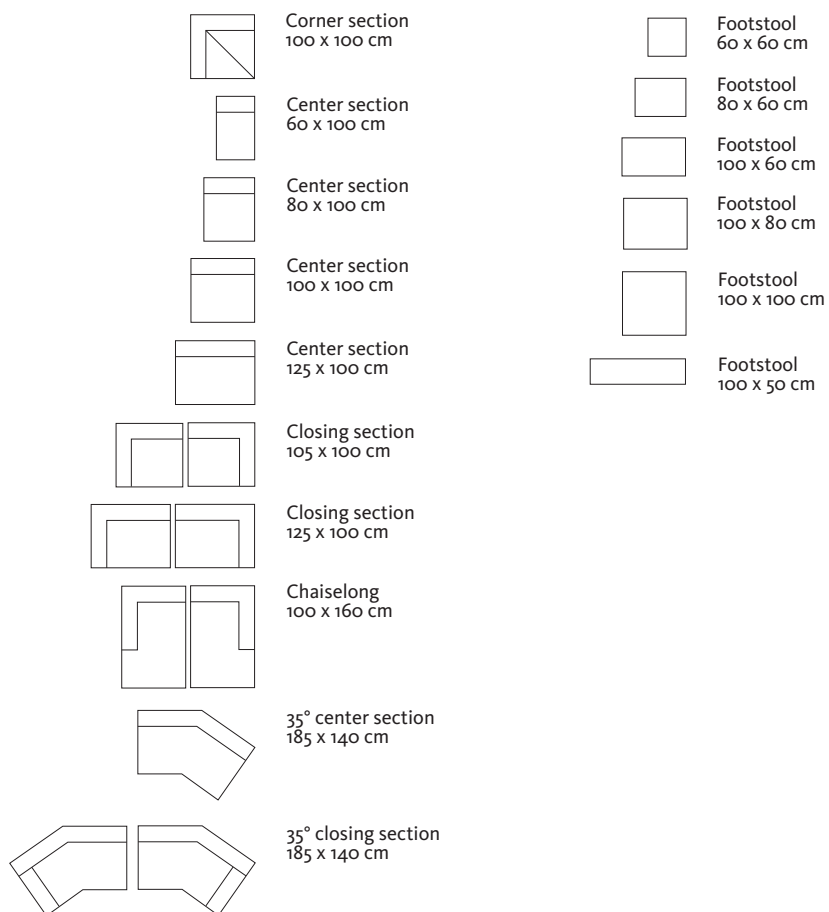 Corner section
100 x 100 cm
Center section
60 x 100 cm
Center section
80 x 100 cm
Center section
100 x 100 cm
Center section
125 x 100 cm
Closing section
105 x 100 cm
Closing section
125 x 100 cm
Chaiselong
100 x 160 cm
35° center section
185 x 140 cm
35° closing section
185 x 140 cm
Footstool
60 x 60 cm
Footstool
80 x 60 cm
Footstool
100 x 60 cm
Footstool
100 x 80 cm
Footstool
100 x 100 cm
Footstool
100 x 50 cm